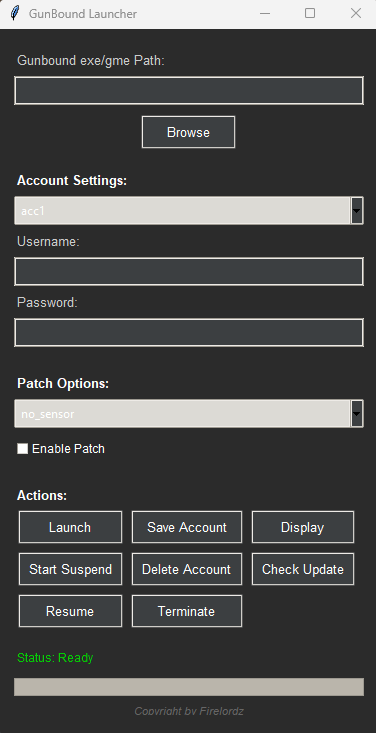 GunBound Launcher
Gunbound exe/gme Path:
Browse
Account Settings:
acc1
Username:
Password:
Patch Options:
no_sensor
Enable Patch
Actions:
Launch Save Account Display
Start Suspend Delete Account Check Update
Resume Terminate
Status: Ready
Copyright by Firelordz